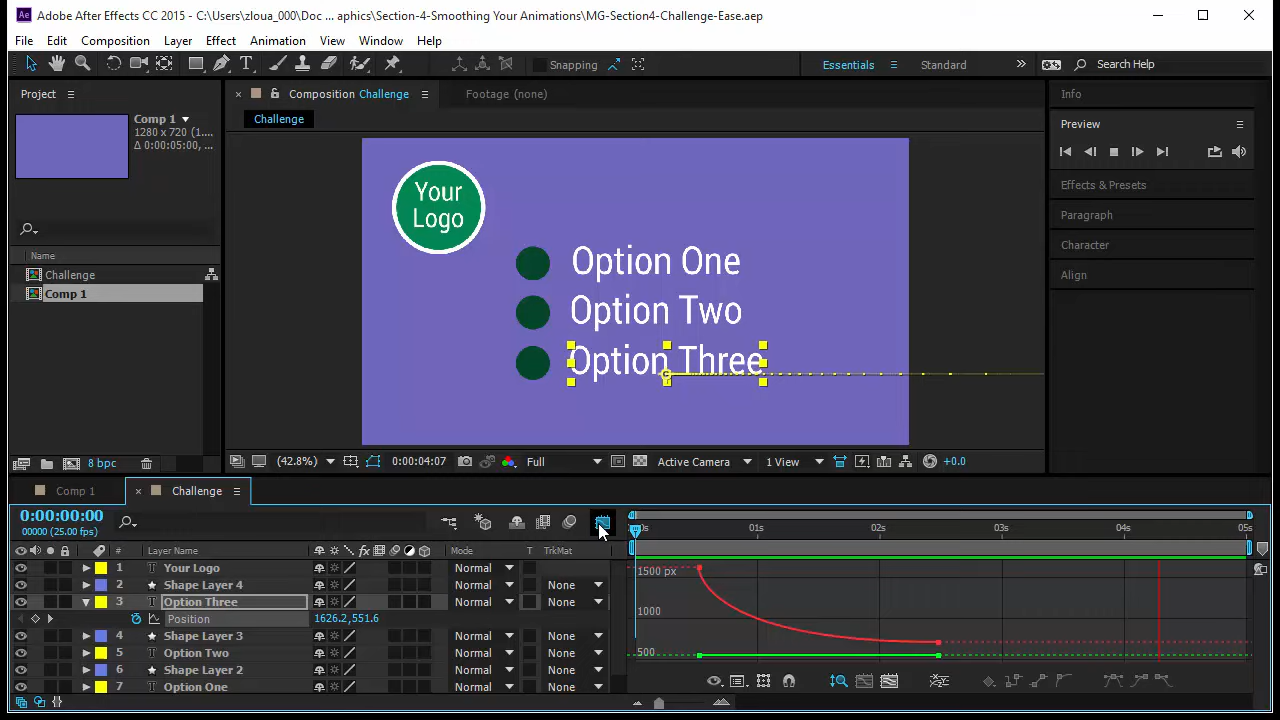 Adobe After Effects CC 2015 - C:\Users\zloua_000\Doc ... aphics\Section-4-Smoothing Your Animations\MG-Section4-Challenge-Ease.aep
File Edit Composition Layer Effect Animation View Window Help
Snapping Essentials Standard Search Help
Project Composition Challenge Footage (none) Info
Challenge
Comp 1
1280 x 720 (1....
Δ 0:00:05:00, ...
Preview
Effects & Presets
Paragraph
Character
Align
Name
Challenge
Comp 1
Your
Logo
Option One
Option Two
Option Three
8 bpc (42.8%) 0:00:04:07 Full Active Camera 1 View +0.0
Comp 1 Challenge
0:00:00:00
00000 (25.00 fps)
# Layer Name Mode T TrkMat
1 T Your Logo Normal
2 Shape Layer 4 Normal None
3 T Option Three Normal None
Position 1626.2,551.6
4 Shape Layer 3 Normal None
5 T Option Two Normal None
6 Shape Layer 2 Normal None
7 T Option One Normal None
01s 02s 03s 04s 05s
1500 px
1000
500